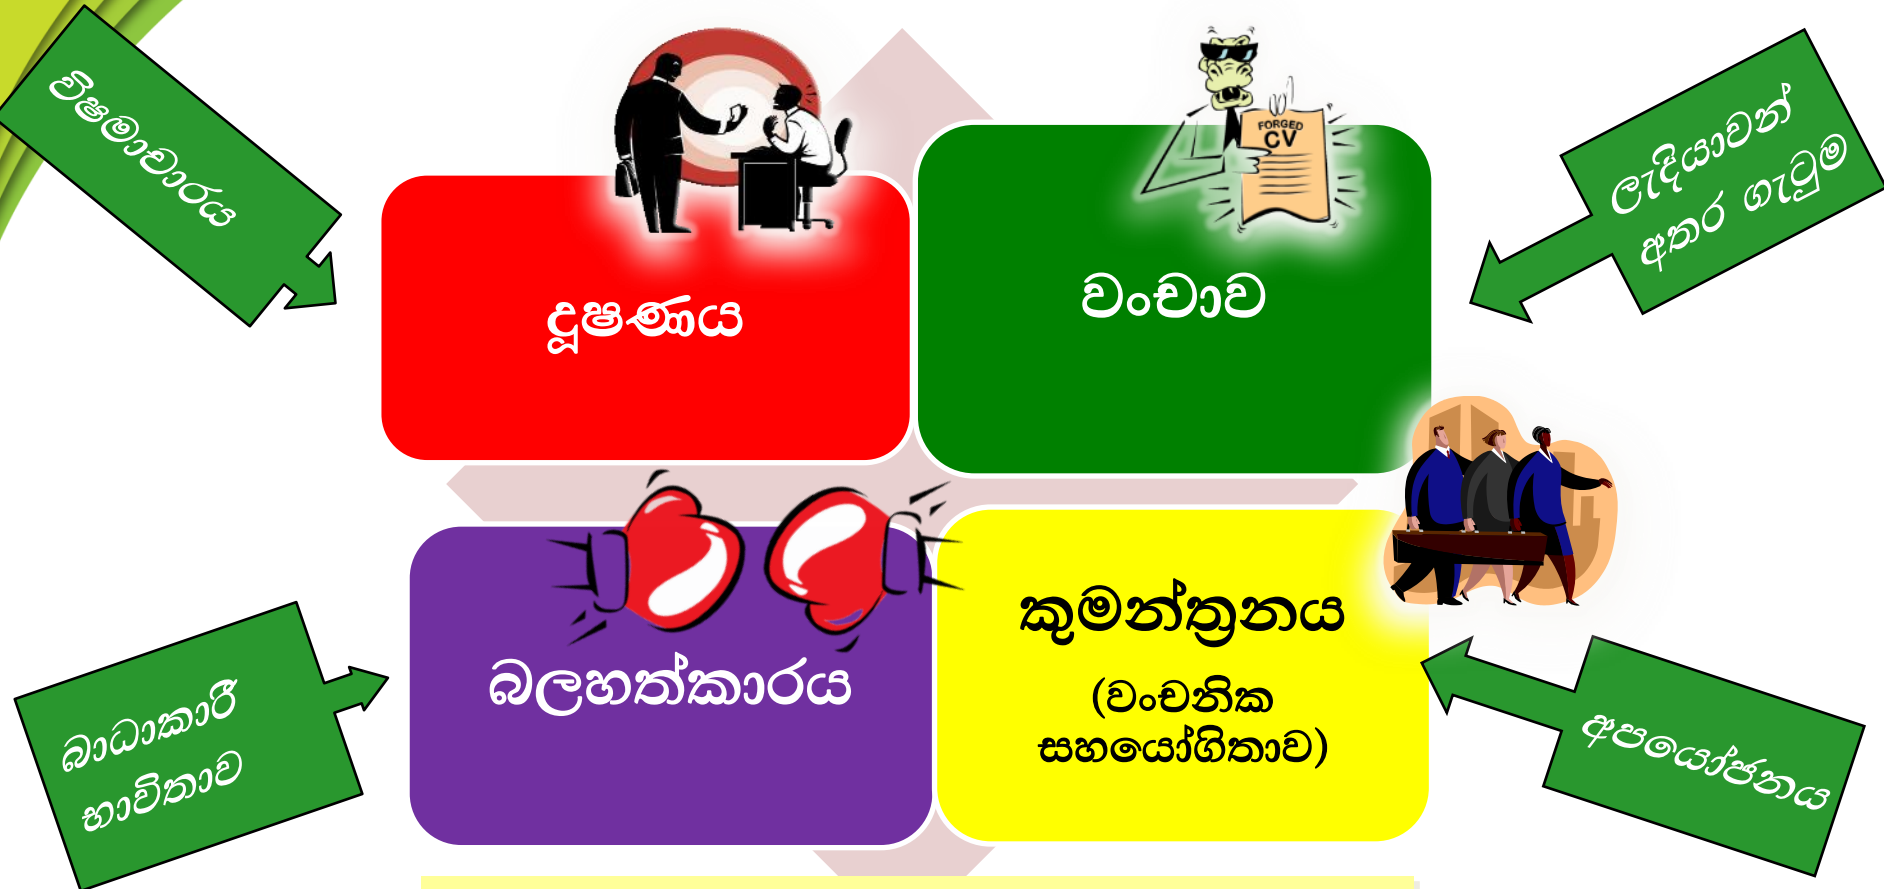 විෂමාචාරය
දූෂණය
FORGED
CV
වංචාව
ලැදියාවන්
අතර ගැටුම
බලහත්කාරය
කුමන්ත්‍රනය
(වංචනික
සහයෝගිතාව)
බාධාකාරී
භාවිතාව
අපයෝජනය